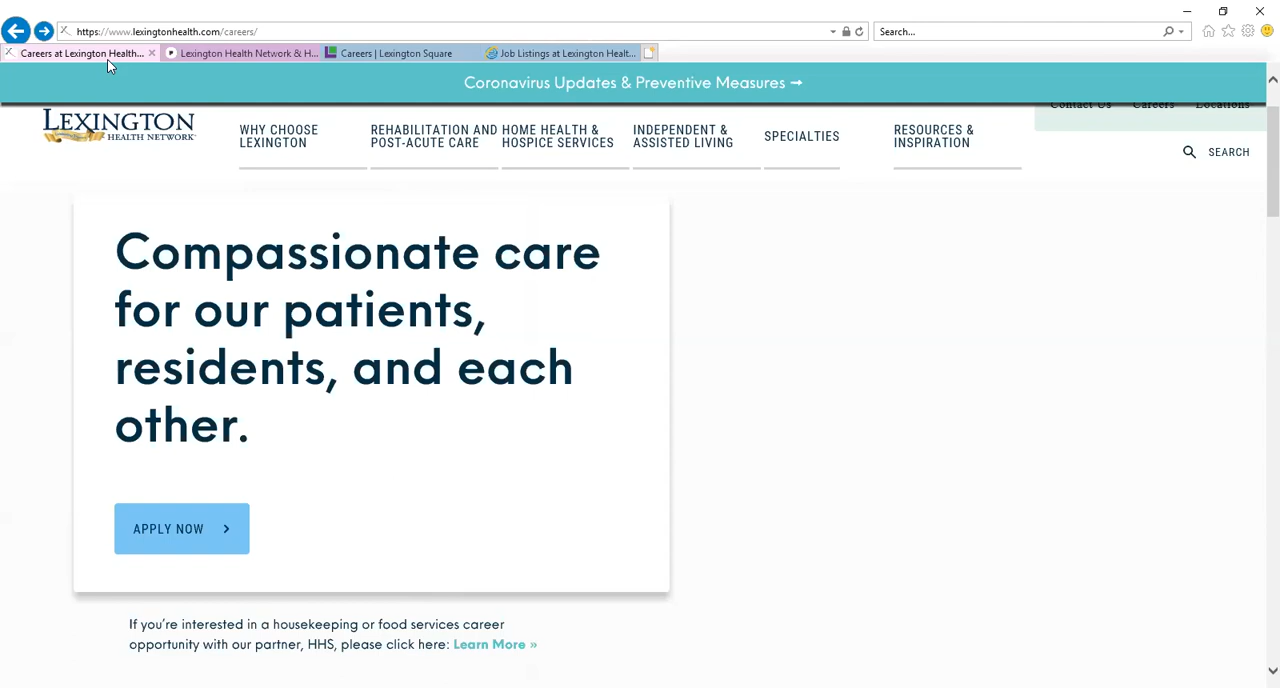 https://www.lexingtonhealth.com/careers/
Search...
Careers at Lexington Health...
Lexington Health Network & H...
Careers | Lexington Square
Job Listings at Lexington Healt...
Coronavirus Updates & Preventive Measures →
Contact Us
Careers
Locations
LEXINGTON
HEALTH NETWORK
WHY CHOOSE
LEXINGTON
REHABILITATION AND
POST-ACUTE CARE
HOME HEALTH &
HOSPICE SERVICES
INDEPENDENT &
ASSISTED LIVING
SPECIALTIES
RESOURCES &
INSPIRATION
SEARCH
Compassionate care
for our patients,
residents, and each
other.
APPLY NOW
If you're interested in a housekeeping or food services career
opportunity with our partner, HHS, please click here: Learn More »